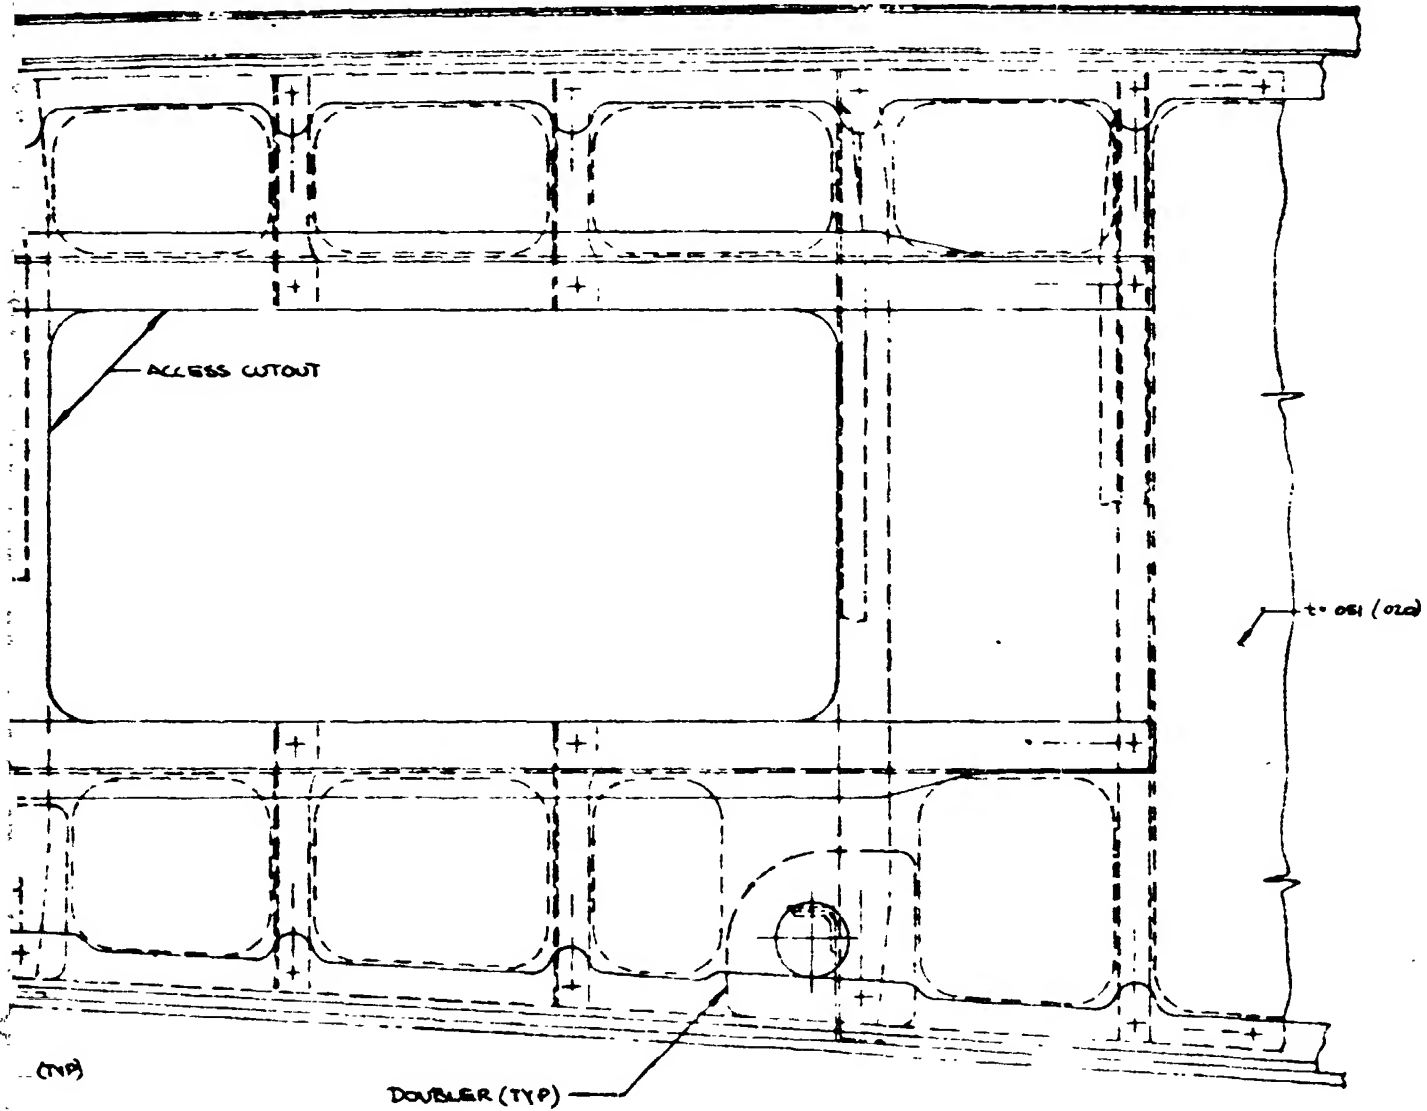 ACCESS CUTOUT
t= 051 (020)
(TYP)
DOUBLER (TYP)